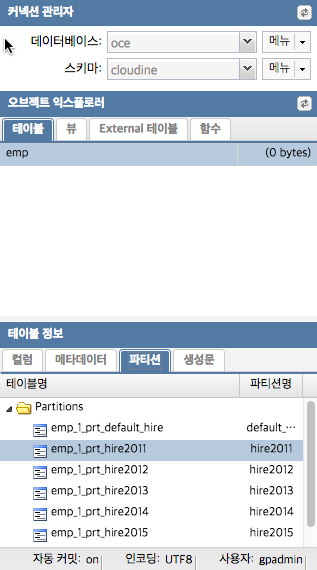 커넥션 관리자
데이터베이스: oce 메뉴
스키마: cloudine 메뉴
오브젝트 익스플로러
테이블 뷰 External 테이블 함수
emp (0 bytes)
테이블 정보
컬럼 메타데이터 파티션 생성문
테이블명 파티션명
Partitions
emp_1_prt_default_hire default_…
emp_1_prt_hire2011 hire2011
emp_1_prt_hire2012 hire2012
emp_1_prt_hire2013 hire2013
emp_1_prt_hire2014 hire2014
emp_1_prt_hire2015 hire2015
자동 커밋: on 인코딩: UTF8 사용자: gpadmin